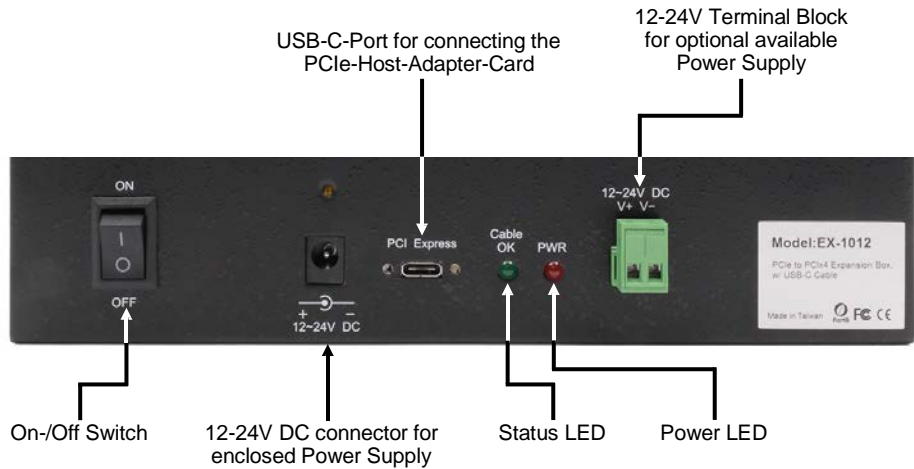 12-24V Terminal Block
for optional available
Power Supply
USB-C-Port for connecting the
PCIe-Host-Adapter-Card
ON
OFF
+ −
12~24V DC
PCI Express
Cable
OK
PWR
12~24V DC
V+ V−
Model:EX-1012
PCIe to PCIx4 Expansion Box,
w/ USB-C Cable
Made in Taiwan
RoHS FC CE
On-/Off Switch
12-24V DC connector for
enclosed Power Supply
Status LED
Power LED